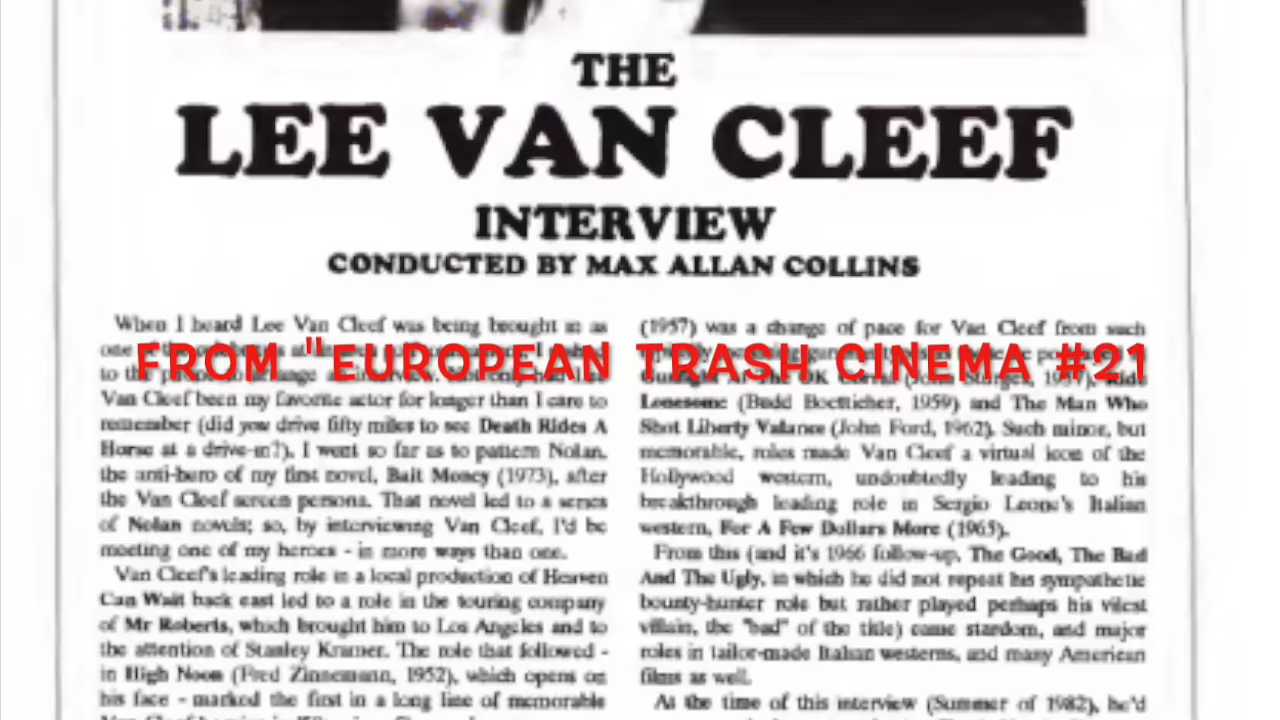 THE
LEE VAN CLEEF
INTERVIEW
CONDUCTED BY MAX ALLAN COLLINS
When I heard Lee Van Cleef was being brought in as
one
FROM "EUROPEAN TRASH CINEMA #21
to the
Van Cleef been my favorite actor for longer than I care to
remember (did you drive fifty miles to see Death Rides A
Horse at a drive-in?), I went so far as to pattern Nolan,
the anti-hero of my first novel, Bait Money (1973), after
the Van Cleef screen persona. That novel led to a series
of Nolan novels; so, by interviewing Van Cleef, I'd be
meeting one of my heroes - in more ways than one.
Van Cleef's leading role in a local production of Heaven
Can Wait back east led to a role in the touring company
of Mr Roberts, which brought him to Los Angeles and to
the attention of Stanley Kramer. The role that followed -
in High Noon (Fred Zinnemann, 1952), which opens on
his face - marked the first in a long line of memorable
(1957) was a change of pace for Van Cleef from such
Lonesome (Budd Boetticher, 1959) and The Man Who
Shot Liberty Valance (John Ford, 1962). Such minor, but
memorable, roles made Van Cleef a virtual icon of the
Hollywood western, undoubtedly leading to his
breakthrough leading role in Sergio Leone's Italian
western, For A Few Dollars More (1965).
From this (and it's 1966 follow-up, The Good, The Bad
And The Ugly, in which he did not repeat his sympathetic
bounty-hunter role but rather played perhaps his vilest
villain, the "bad" of the title) came stardom, and major
roles in tailor-made Italian westerns, and many American
films as well.
At the time of this interview (Summer of 1982), he'd